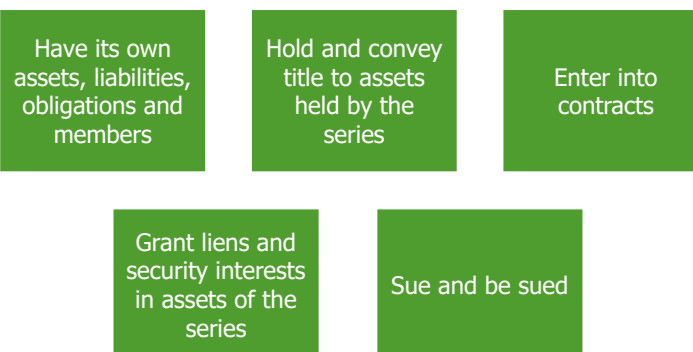 Have its own
assets, liabilities,
obligations and
members
Hold and convey
title to assets
held by the
series
Enter into
contracts
Grant liens and
security interests
in assets of the
series
Sue and be sued